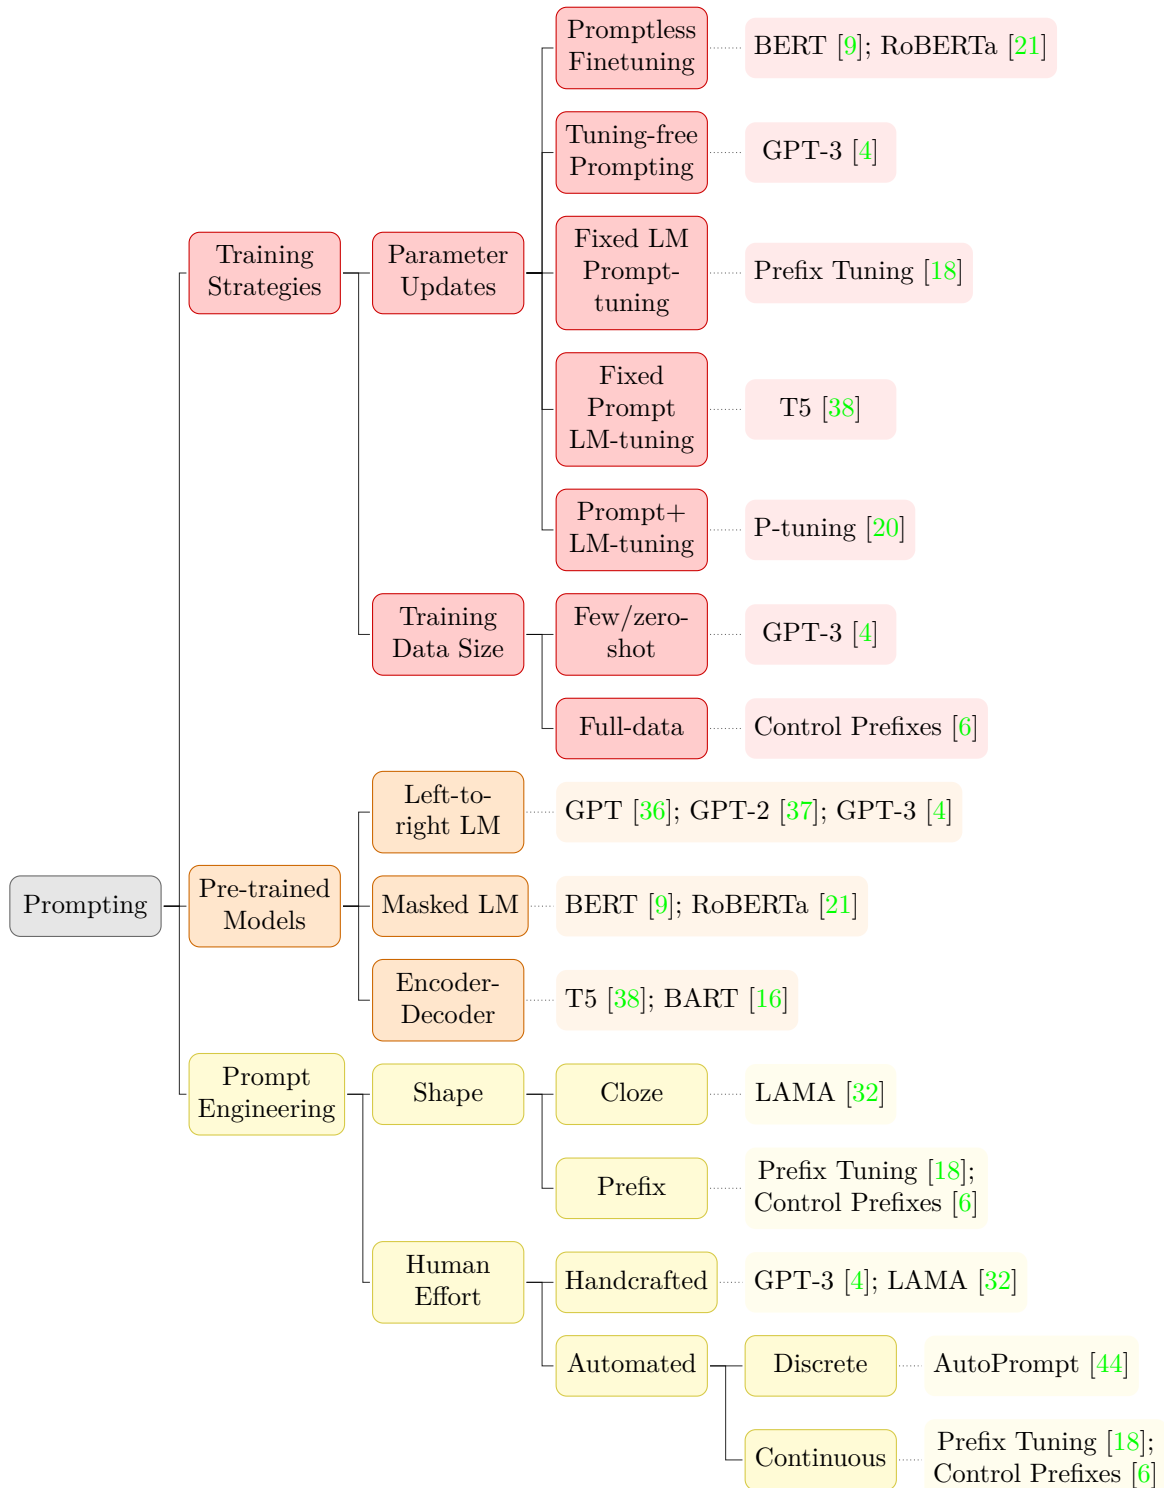 Promptless
Finetuning
BERT [9]; RoBERTa [21]
Tuning-free
Prompting
GPT-3 [4]
Training
Strategies
Parameter
Updates
Fixed LM
Prompt-
tuning
Prefix Tuning [18]
Fixed
Prompt
LM-tuning
T5 [38]
Prompt+
LM-tuning
P-tuning [20]
Training
Data Size
Few/zero-
shot
GPT-3 [4]
Full-data
Control Prefixes [6]
Left-to-
right LM
GPT [36]; GPT-2 [37]; GPT-3 [4]
Prompting
Pre-trained
Models
Masked LM
BERT [9]; RoBERTa [21]
Encoder-
Decoder
T5 [38]; BART [16]
Prompt
Engineering
Shape
Cloze
LAMA [32]
Prefix
Prefix Tuning [18];
Control Prefixes [6]
Human
Effort
Handcrafted
GPT-3 [4]; LAMA [32]
Automated
Discrete
AutoPrompt [44]
Continuous
Prefix Tuning [18];
Control Prefixes [6]